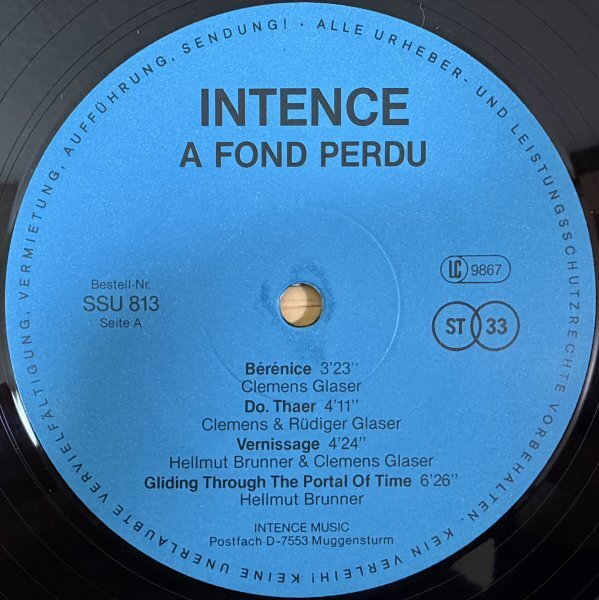 ALLE URHEBER- UND LEISTUNGSSCHUTZRECHTE VORBEHALTEN · KEIN VERLEIH! KEINE UNERLAUBTE VERVIELFÄLTIGUNG, VERMIETUNG, AUFFÜHRUNG, SENDUNG! ·
INTENCE
A FOND PERDU
Bestell-Nr.
SSU 813
Seite A
LC 9867
ST 33
Bérénice 3'23"
Clemens Glaser
Do. Thaer 4'11"
Clemens & Rüdiger Glaser
Vernissage 4'24"
Hellmut Brunner & Clemens Glaser
Gliding Through The Portal Of Time 6'26"
Hellmut Brunner
INTENCE MUSIC
Postfach D-7553 Muggensturm